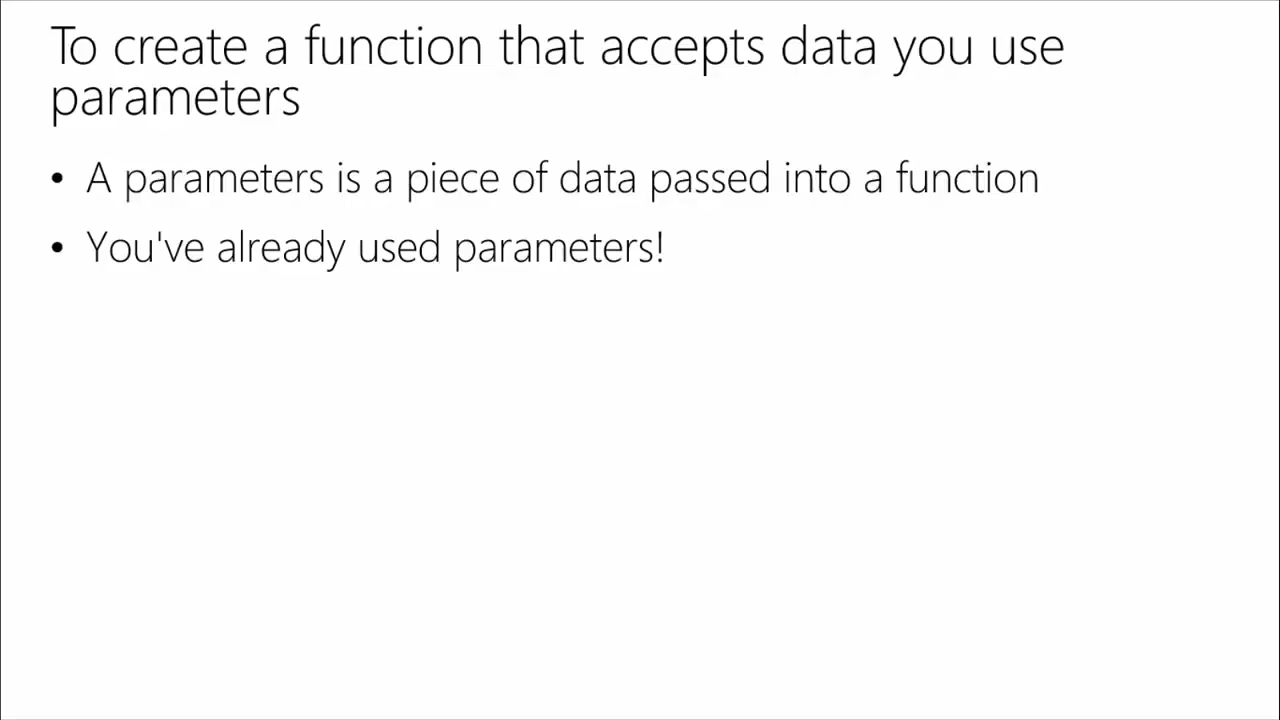 To create a function that accepts data you use
parameters
• A parameters is a piece of data passed into a function
• You've already used parameters!